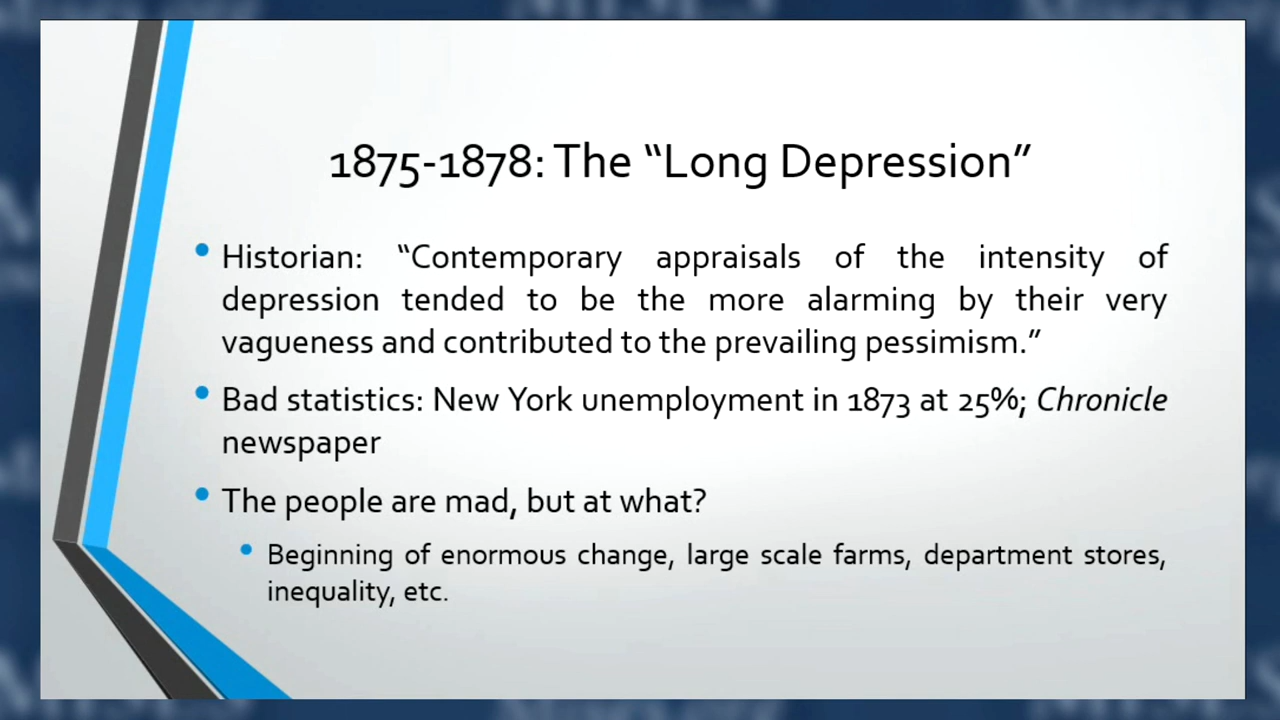 1875-1878: The “Long Depression”
Historian: “Contemporary appraisals of the intensity of
depression tended to be the more alarming by their very
vagueness and contributed to the prevailing pessimism.”
Bad statistics: New York unemployment in 1873 at 25%; Chronicle
newspaper
The people are mad, but at what?
Beginning of enormous change, large scale farms, department stores,
inequality, etc.